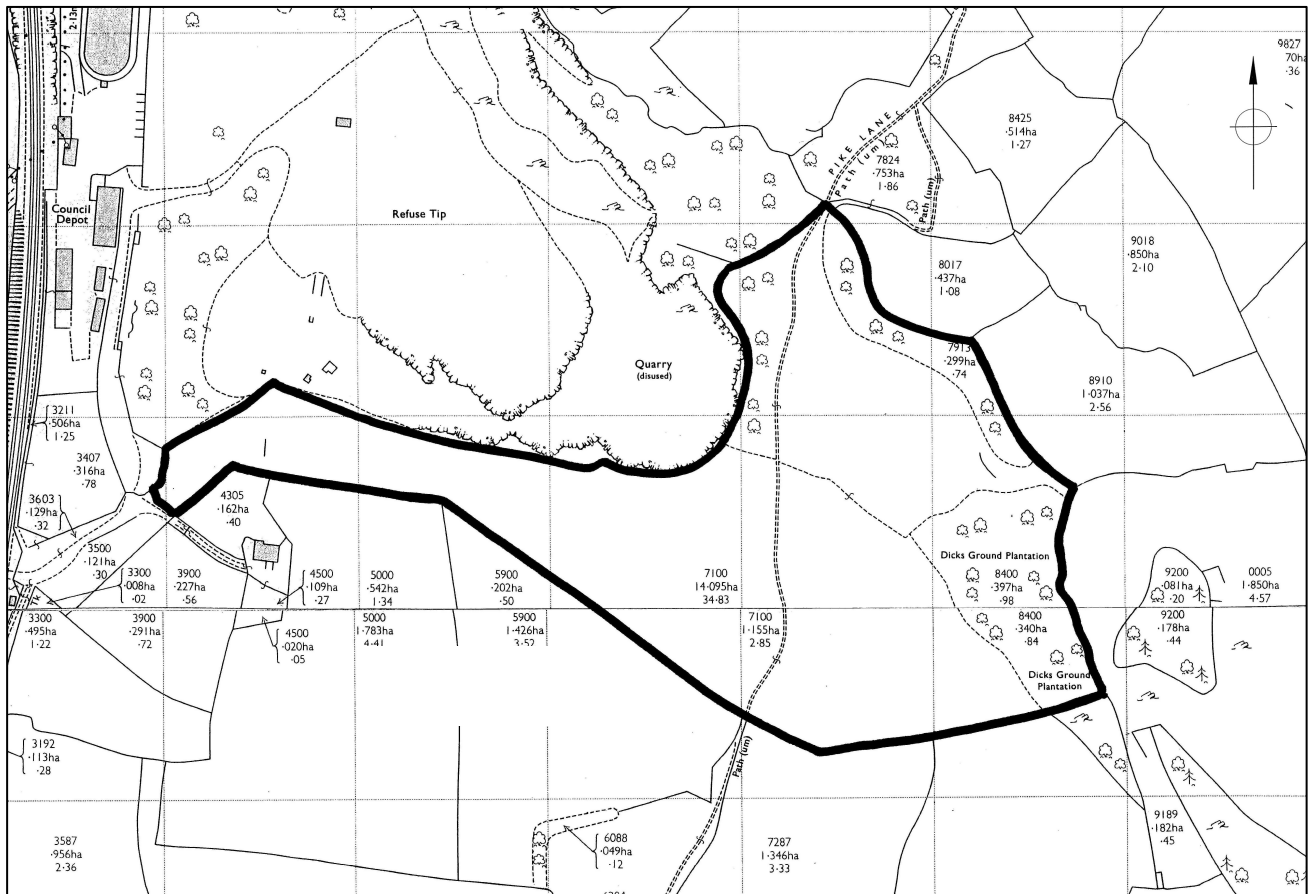 2·13h
9827
70ha
·36
8425
·514ha
1·27
PIKE LANE
Path (um)
7824
·753ha
1·86
Path (um)
Council
Depot
Refuse Tip
9018
·850ha
2·10
8017
·437ha
1·08
Quarry
(disused)
7913
·299ha
·74
8910
1·037ha
2·56
3211
·506ha
1·25
3407
·316ha
·78
3603
·129ha
·32
4305
·162ha
·40
3500
·121ha
·30
3300
·008ha
·02
3900
·227ha
·56
4500
·109ha
·27
5000
·542ha
1·34
5900
·202ha
·50
7100
14·095ha
34·83
Dicks Ground Plantation
8400
·397ha
·98
9200
·081ha
·20
0005
1·850ha
4·57
Tk
3300
·495ha
1·22
3900
·291ha
·72
4500
·020ha
·05
5000
1·783ha
4·41
5900
1·426ha
3·52
7100
1·155ha
2·85
8400
·340ha
·84
Dicks Ground
Plantation
9200
·178ha
·44
3192
·113ha
·28
Path (um)
3587
·956ha
2·36
6088
·049ha
·12
7287
1·346ha
3·33
9189
·182ha
·45